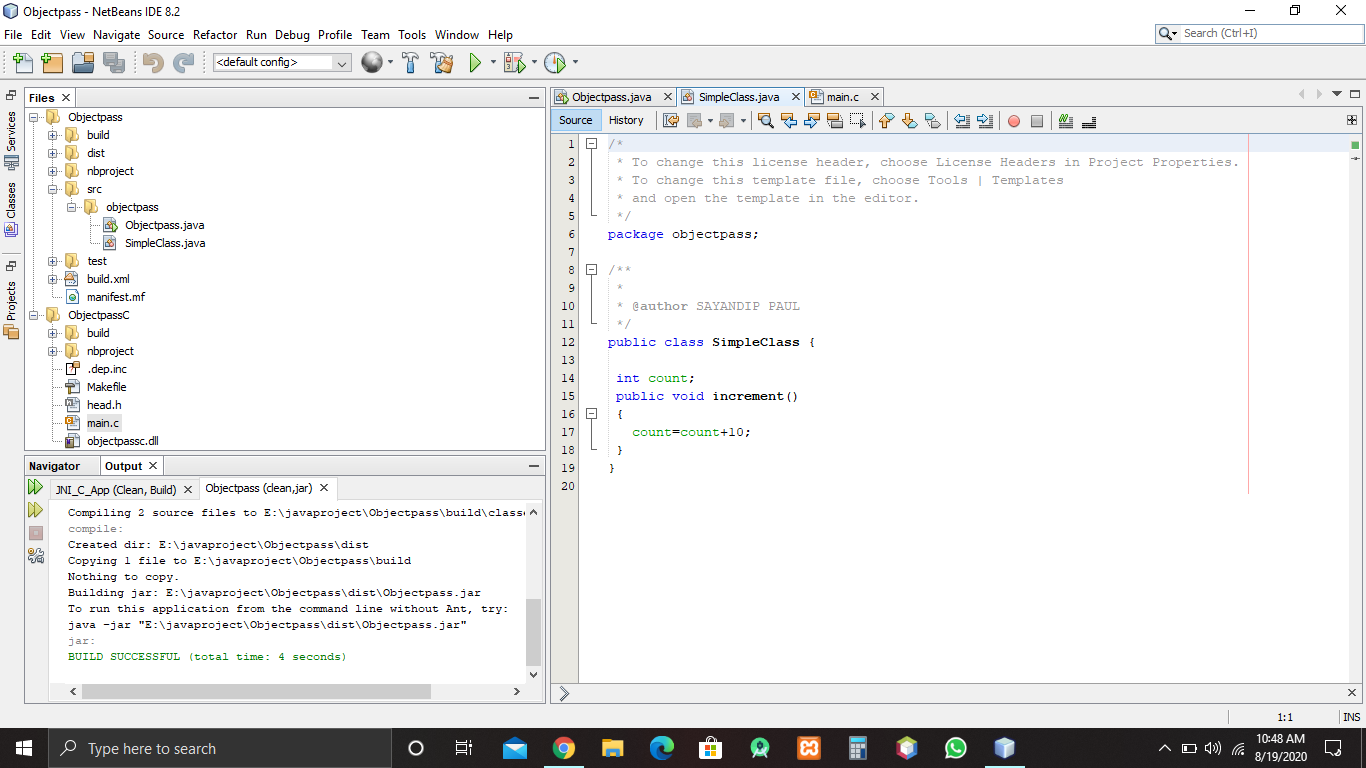 Objectpass - NetBeans IDE 8.2
File Edit View Navigate Source Refactor Run Debug Profile Team Tools Window Help
Search (Ctrl+I)
<default config>
Files
Services
Classes
Projects
Objectpass
build
dist
nbproject
src
objectpass
Objectpass.java
SimpleClass.java
test
build.xml
manifest.mf
ObjectpassC
build
nbproject
.dep.inc
Makefile
head.h
main.c
objectpassc.dll
Navigator Output
JNI_C_App (Clean, Build) Objectpass (clean,jar)
Compiling 2 source files to E:\javaproject\Objectpass\build\classe
compile:
Created dir: E:\javaproject\Objectpass\dist
Copying 1 file to E:\javaproject\Objectpass\build
Nothing to copy.
Building jar: E:\javaproject\Objectpass\dist\Objectpass.jar
To run this application from the command line without Ant, try:
java -jar "E:\javaproject\Objectpass\dist\Objectpass.jar"
jar:
BUILD SUCCESSFUL (total time: 4 seconds)
Objectpass.java SimpleClass.java main.c
Source History
1 /*
2 * To change this license header, choose License Headers in Project Properties.
3 * To change this template file, choose Tools | Templates
4 * and open the template in the editor.
5 */
6 package objectpass;
7
8 /**
9 *
10 * @author SAYANDIP PAUL
11 */
12 public class SimpleClass {
13
14 int count;
15 public void increment()
16 {
17 count=count+10;
18 }
19 }
20
1:1 INS
Type here to search
10:48 AM
8/19/2020